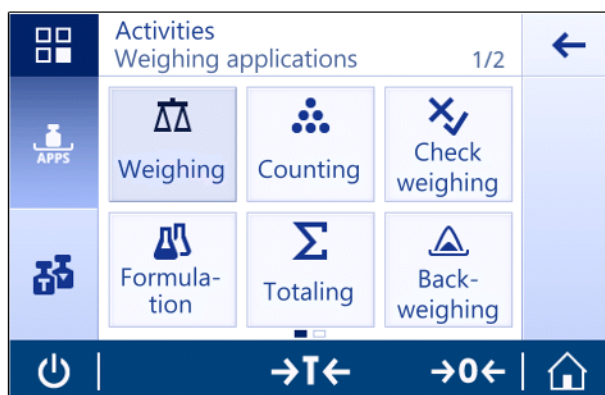 Activities
Weighing applications 1/2
APPS
Weighing
Counting
Check
weighing
Formula-
tion
Totaling
Back-
weighing
→T←
→0←